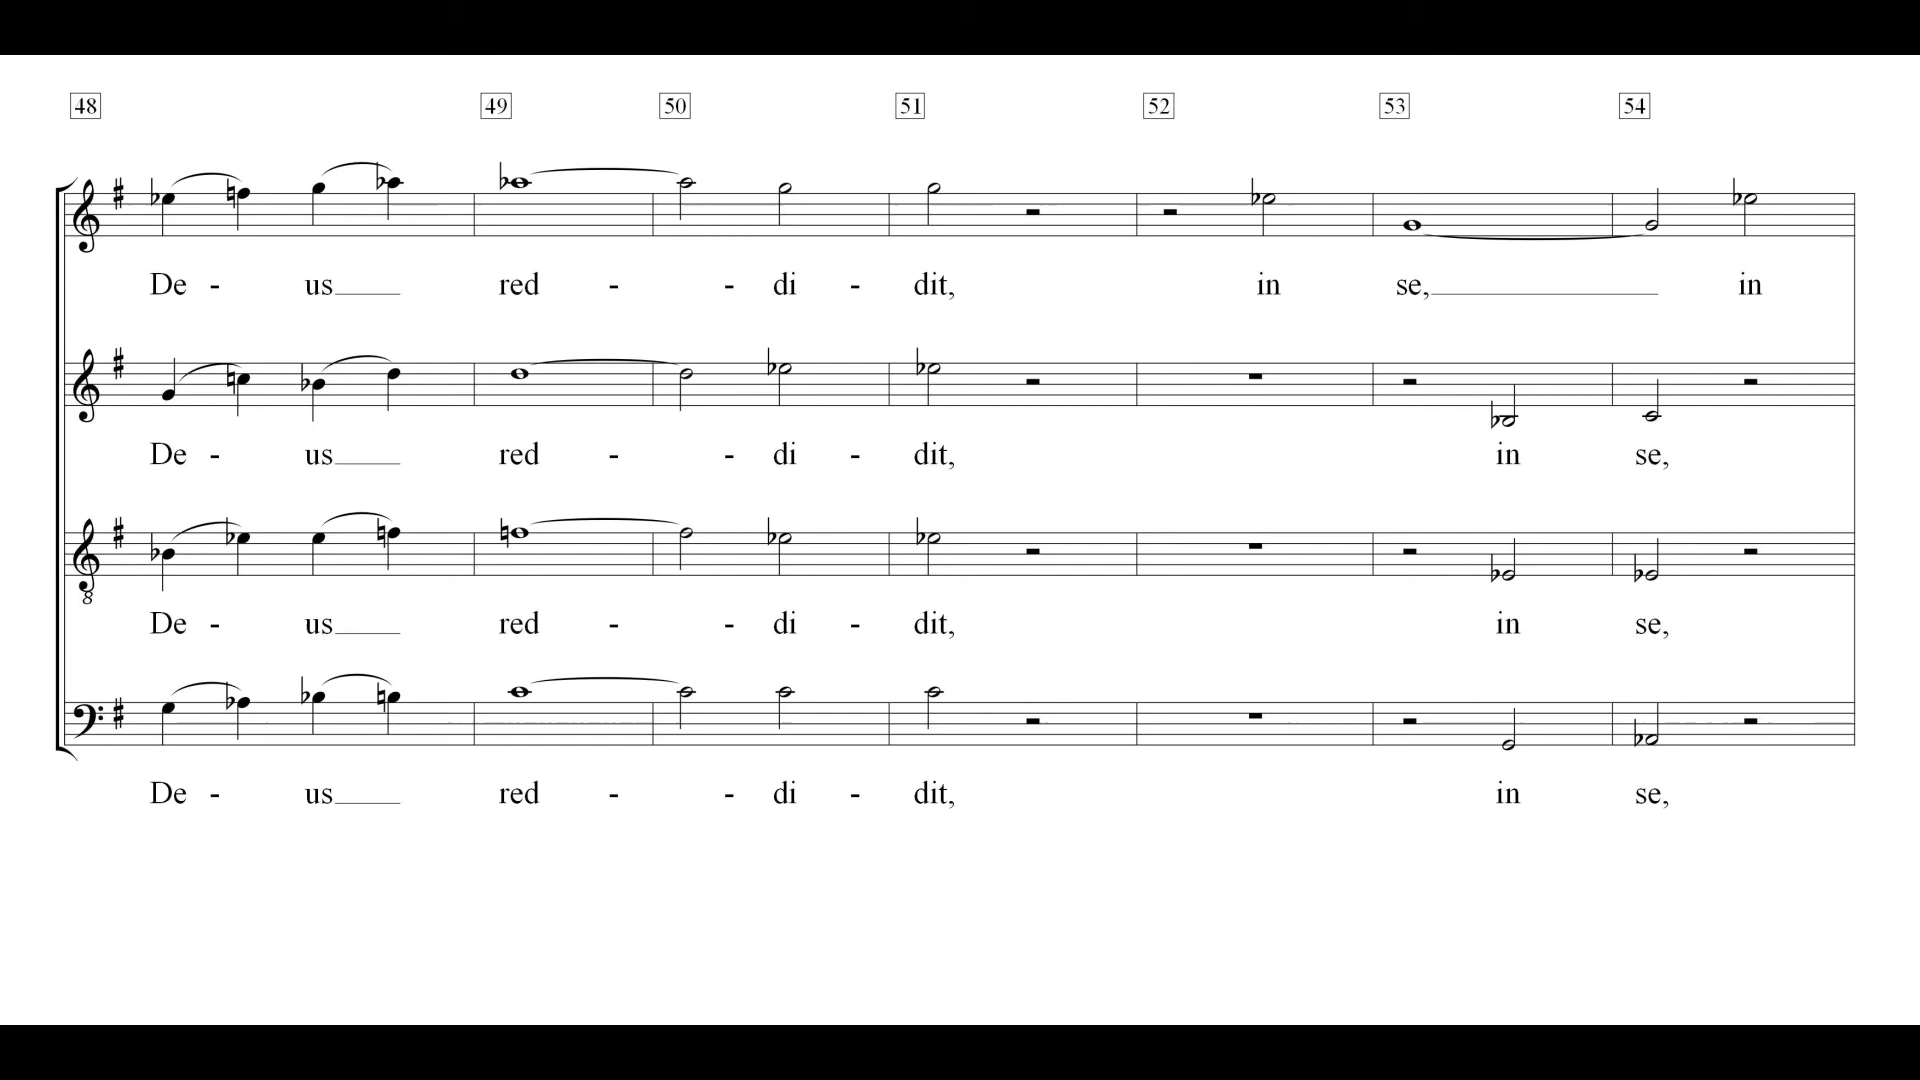 48 49 50 51 52 53 54
De - us red - - di - dit, in se, in
De - us red - - di - dit, in se,
8
De - us red - - di - dit, in se,
De - us red - - di - dit, in se,